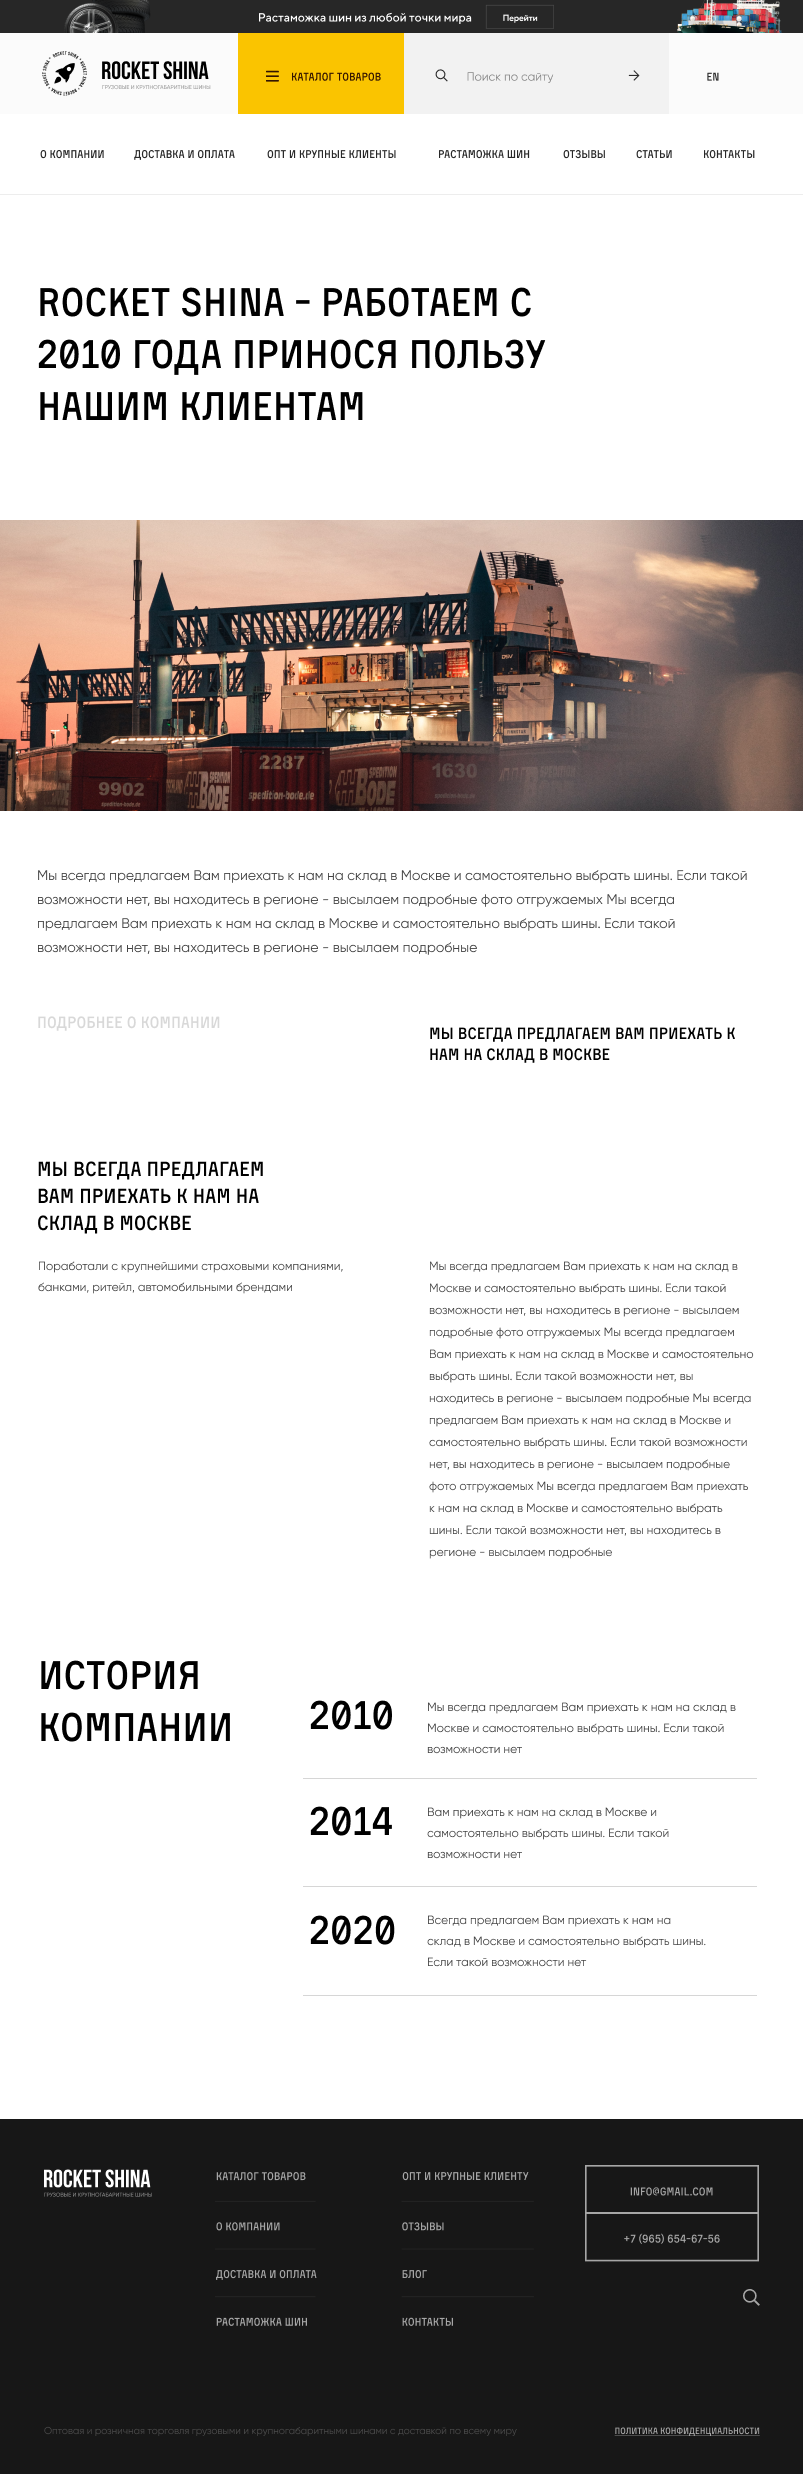 Растаможка шин из любой точки мира
Перейти
ROCKET SHINA
ГРУЗОВЫЕ И КРУПНОГАБАРИТНЫЕ ШИНЫ
КАТАЛОГ ТОВАРОВ
Поиск по сайту
EN
О КОМПАНИИ
ДОСТАВКА И ОПЛАТА
ОПТ И КРУПНЫЕ КЛИЕНТЫ
РАСТАМОЖКА ШИН
ОТЗЫВЫ
СТАТЬИ
КОНТАКТЫ
ROCKET SHINA - РАБОТАЕМ С
2010 ГОДА ПРИНОСЯ ПОЛЬЗУ
НАШИМ КЛИЕНТАМ
2287
1630
9902
spedition-bode.de
SPEDITION
BODE
Мы всегда предлагаем Вам приехать к нам на склад в Москве и самостоятельно выбрать шины. Если такой
возможности нет, вы находитесь в регионе - высылаем подробные фото отгружаемых Мы всегда
предлагаем Вам приехать к нам на склад в Москве и самостоятельно выбрать шины. Если такой
возможности нет, вы находитесь в регионе - высылаем подробные
ПОДРОБНЕЕ О КОМПАНИИ
МЫ ВСЕГДА ПРЕДЛАГАЕМ ВАМ ПРИЕХАТЬ К
НАМ НА СКЛАД В МОСКВЕ
МЫ ВСЕГДА ПРЕДЛАГАЕМ
ВАМ ПРИЕХАТЬ К НАМ НА
СКЛАД В МОСКВЕ
Поработали с крупнейшими страховыми компаниями,
банками, ритейл, автомобильными брендами
Мы всегда предлагаем Вам приехать к нам на склад в
Москве и самостоятельно выбрать шины. Если такой
возможности нет, вы находитесь в регионе - высылаем
подробные фото отгружаемых Мы всегда предлагаем
Вам приехать к нам на склад в Москве и самостоятельно
выбрать шины. Если такой возможности нет, вы
находитесь в регионе - высылаем подробные Мы всегда
предлагаем Вам приехать к нам на склад в Москве и
самостоятельно выбрать шины. Если такой возможности
нет, вы находитесь в регионе - высылаем подробные
фото отгружаемых Мы всегда предлагаем Вам приехать
к нам на склад в Москве и самостоятельно выбрать
шины. Если такой возможности нет, вы находитесь в
регионе - высылаем подробные
ИСТОРИЯ
КОМПАНИИ
2010
Мы всегда предлагаем Вам приехать к нам на склад в
Москве и самостоятельно выбрать шины. Если такой
возможности нет
2014
Вам приехать к нам на склад в Москве и
самостоятельно выбрать шины. Если такой
возможности нет
2020
Всегда предлагаем Вам приехать к нам на
склад в Москве и самостоятельно выбрать шины.
Если такой возможности нет
ROCKET SHINA
ГРУЗОВЫЕ И КРУПНОГАБАРИТНЫЕ ШИНЫ
КАТАЛОГ ТОВАРОВ
О КОМПАНИИ
ДОСТАВКА И ОПЛАТА
РАСТАМОЖКА ШИН
ОПТ И КРУПНЫЕ КЛИЕНТУ
ОТЗЫВЫ
БЛОГ
КОНТАКТЫ
INFO@GMAIL.COM
+7 (965) 654-67-56
Оптовая и розничная торговля грузовыми и крупногабаритными шинами с доставкой по всему миру
ПОЛИТИКА КОНФИДЕНЦИАЛЬНОСТИ